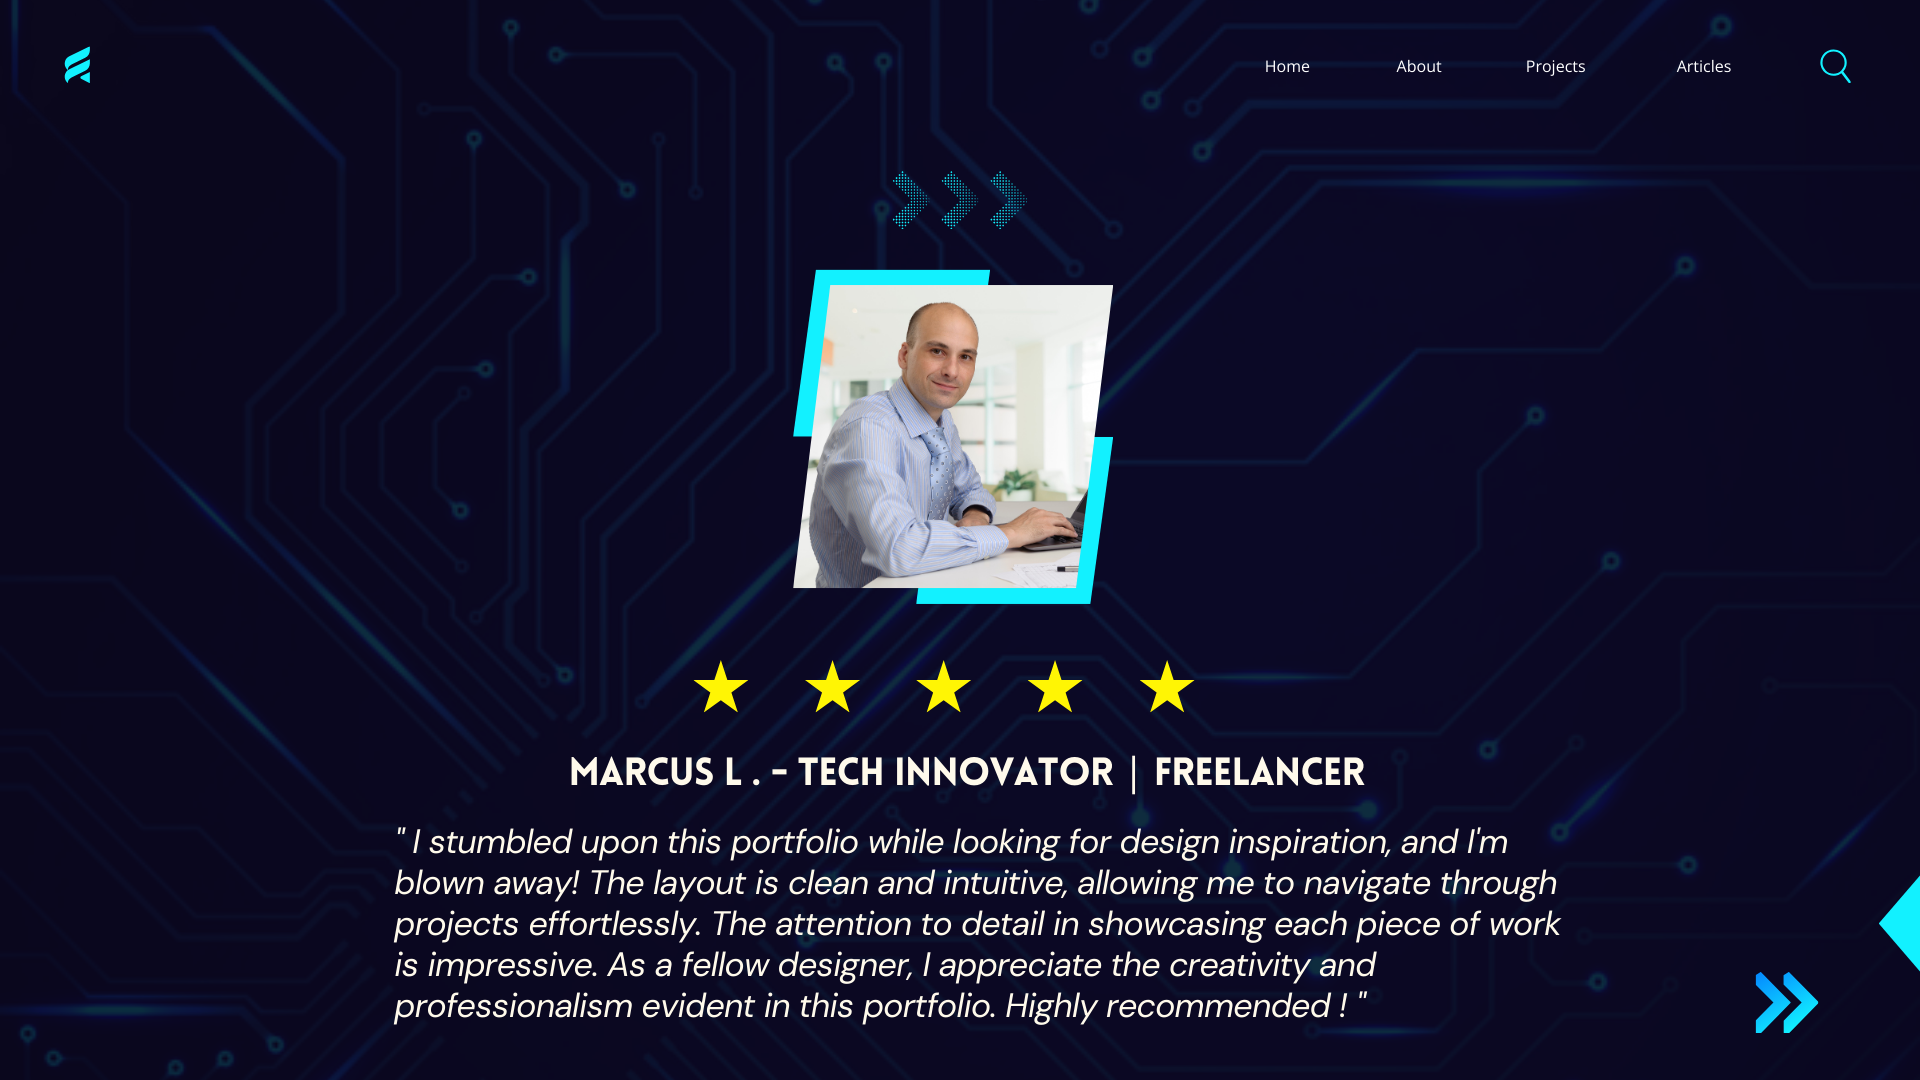 Home About Projects Articles
MARCUS L . - TECH INNOVATOR | FREELANCER
" I stumbled upon this portfolio while looking for design inspiration, and I'm
blown away! The layout is clean and intuitive, allowing me to navigate through
projects effortlessly. The attention to detail in showcasing each piece of work
is impressive. As a fellow designer, I appreciate the creativity and
professionalism evident in this portfolio. Highly recommended ! "